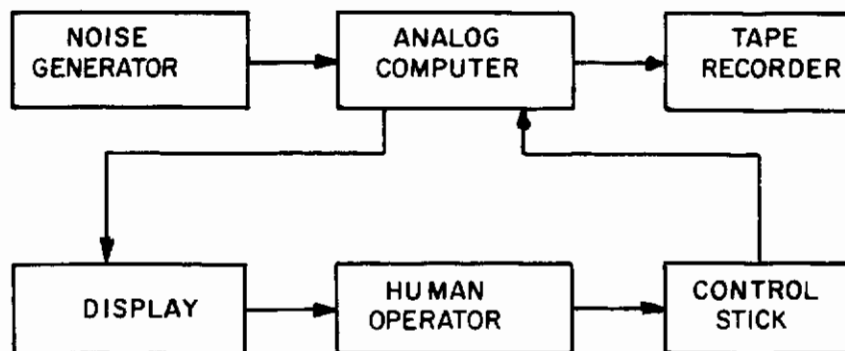 NOISE
GENERATOR
ANALOG
COMPUTER
TAPE
RECORDER
DISPLAY
HUMAN
OPERATOR
CONTROL
STICK